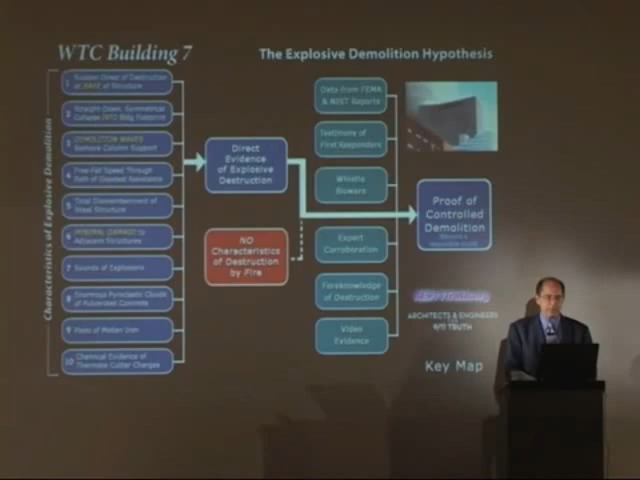 WTC Building 7
The Explosive Demolition Hypothesis
Characteristics of Explosive Demolition
1 Sudden Onset of Destruction
at BASE of Structure
2 Straight-Down, Symmetrical
Collapse
3 DEMOLITION WAVES
Remove Column Support
4 Free-Fall Speed Through
Path of Greatest Resistance
5 Total Dismemberment of
Steel Structure
6 MINIMAL DAMAGE to
Adjacent Structures
7 Sounds of Explosions
8 Enormous Pyroclastic Clouds
of Pulverized Concrete
9 Pools of Molten Iron
10 Chemical Evidence of
Thermate Cutter Charges
Direct
Evidence
of Explosive
Destruction
NO
Characteristics
of Destruction
by Fire
Data from FEMA
& NIST Reports
Testimony of
First Responders
Whistle
Blowers
Expert
Corroboration
Foreknowledge
of Destruction
Video
Evidence
Proof of
Controlled
Demolition
ARCHITECTS & ENGINEERS
9/11 TRUTH
Key Map